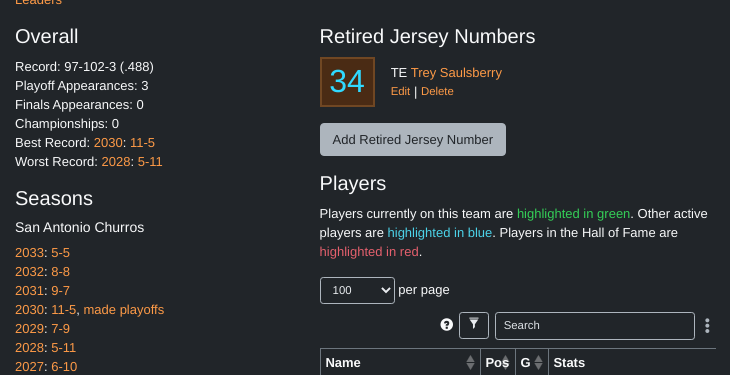 Leaders
Overall
Record: 97-102-3 (.488)
Playoff Appearances: 3
Finals Appearances: 0
Championships: 0
Best Record: 2030: 11-5
Worst Record: 2028: 5-11
Seasons
San Antonio Churros
2033: 5-5
2032: 8-8
2031: 9-7
2030: 11-5, made playoffs
2029: 7-9
2028: 5-11
2027: 6-10
Retired Jersey Numbers
34
TE Trey Saulsberry
Edit | Delete
Add Retired Jersey Number
Players
Players currently on this team are highlighted in green. Other active
players are highlighted in blue. Players in the Hall of Fame are
highlighted in red.
100 per page
Search
Name Pos G Stats